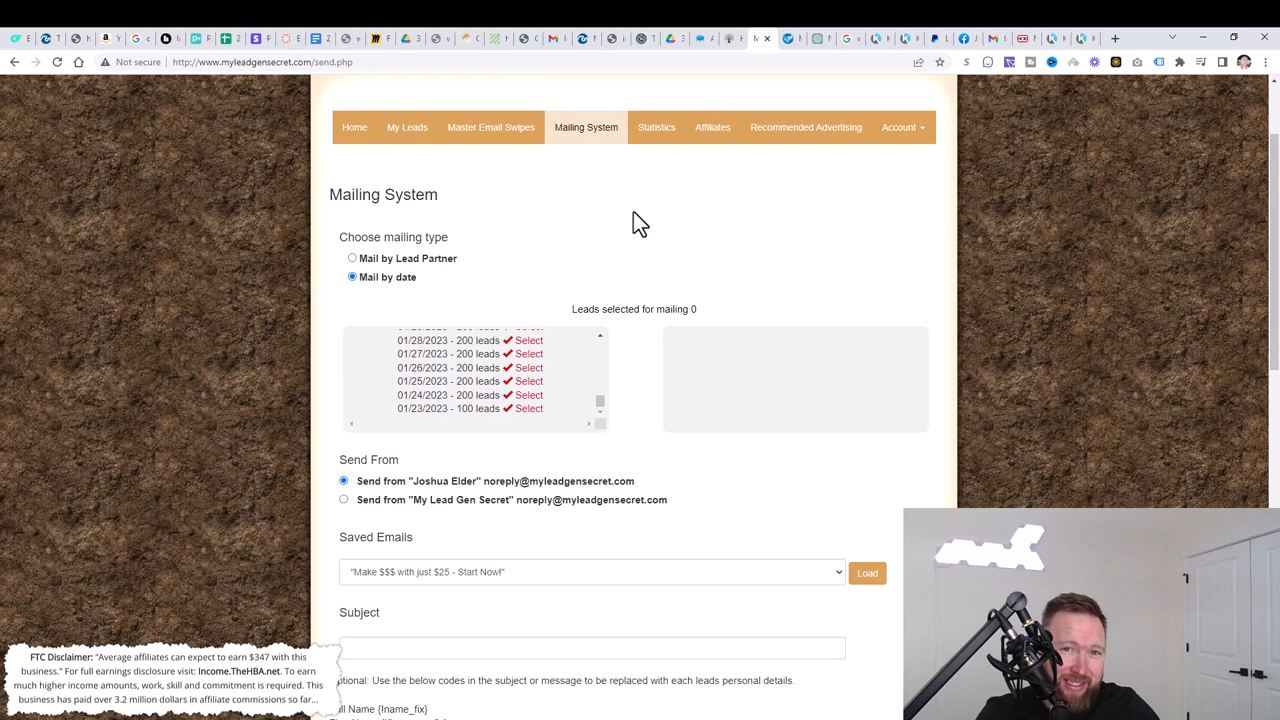 Not secure | http://www.myleadgensecret.com/send.php
Home My Leads Master Email Swipes Mailing System Statistics Affiliates Recommended Advertising Account
Mailing System
Choose mailing type
Mail by Lead Partner
Mail by date
Leads selected for mailing 0
01/28/2023 - 200 leads ✔ Select
01/27/2023 - 200 leads ✔ Select
01/26/2023 - 200 leads ✔ Select
01/25/2023 - 200 leads ✔ Select
01/24/2023 - 200 leads ✔ Select
01/23/2023 - 100 leads ✔ Select
Send From
Send from "Joshua Elder" noreply@myleadgensecret.com
Send from "My Lead Gen Secret" noreply@myleadgensecret.com
Saved Emails
"Make $$$ with just $25 - Start Now!"
Load
Subject
FTC Disclaimer: "Average affiliates can expect to earn $347 with this
business." For full earnings disclosure visit: Income.TheHBA.net. To earn
much higher income amounts, work, skill and commitment is required. This
business has paid over 3.2 million dollars in affiliate commissions so far...
ptional: Use the below codes in the subject or message to be replaced with each leads personal details.
ull Name {!name_fix}